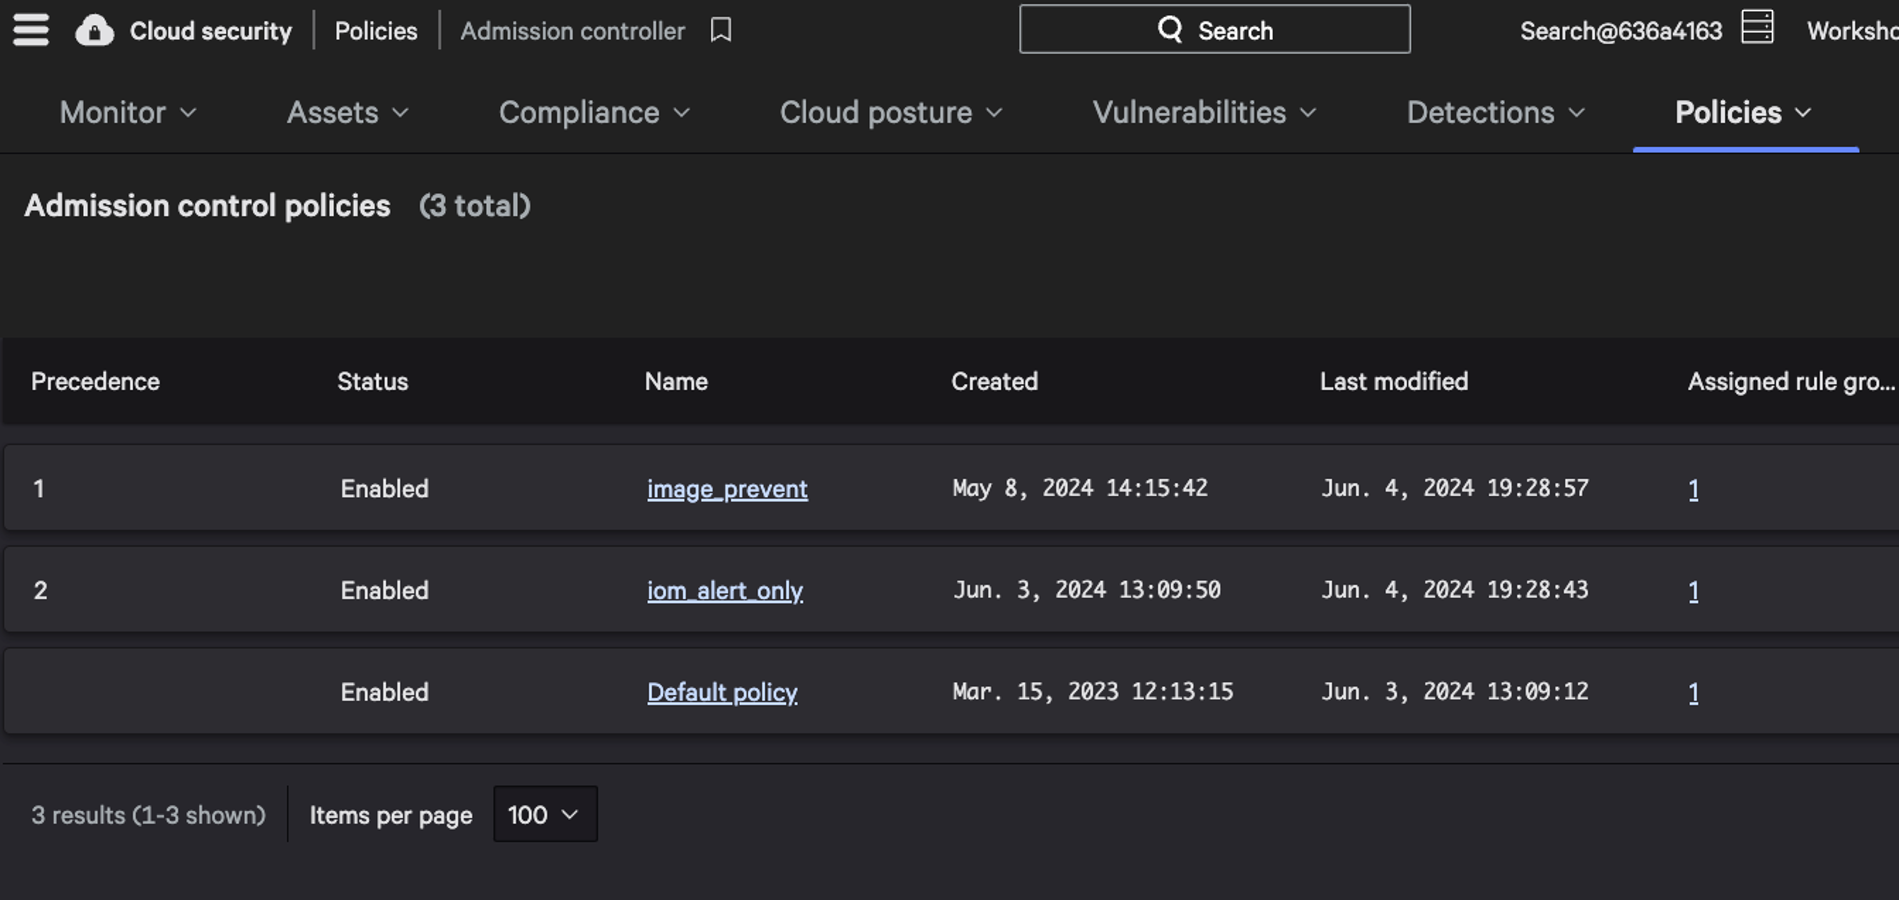 Cloud security Policies Admission controller Search Search@636a4163 Worksho
Monitor Assets Compliance Cloud posture Vulnerabilities Detections Policies
Admission control policies (3 total)
Precedence Status Name Created Last modified Assigned rule gro...
1 Enabled image_prevent May 8, 2024 14:15:42 Jun. 4, 2024 19:28:57 1
2 Enabled iom_alert_only Jun. 3, 2024 13:09:50 Jun. 4, 2024 19:28:43 1
Enabled Default policy Mar. 15, 2023 12:13:15 Jun. 3, 2024 13:09:12 1
3 results (1-3 shown) Items per page 100